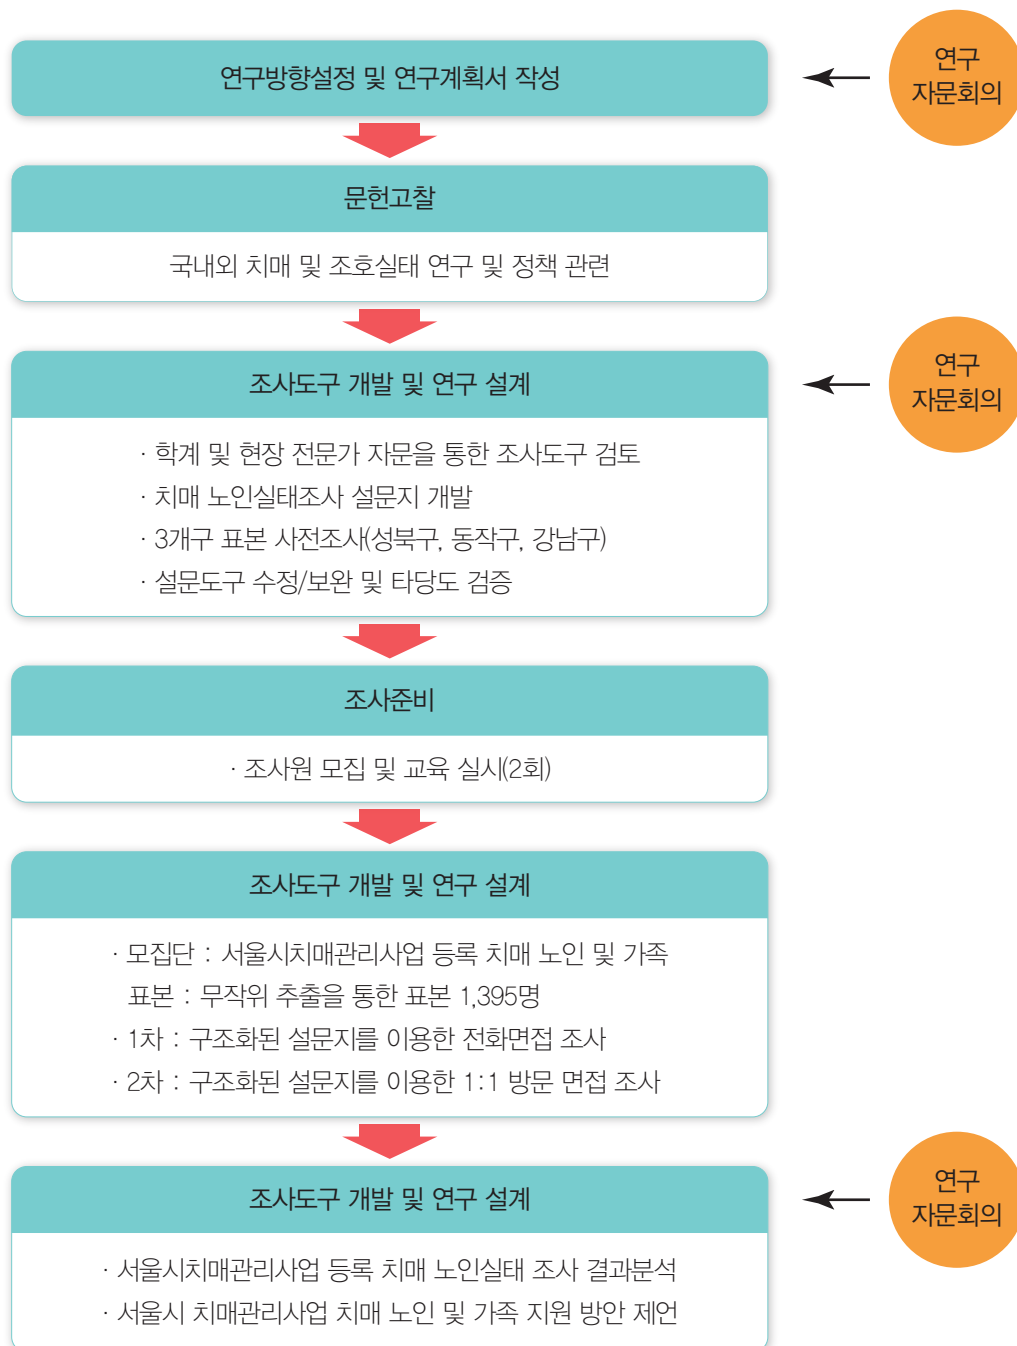 연구방향설정 및 연구계획서 작성
연구
자문회의
문헌고찰
국내외 치매 및 조호실태 연구 및 정책 관련
조사도구 개발 및 연구 설계
연구
자문회의
· 학계 및 현장 전문가 자문을 통한 조사도구 검토
· 치매 노인실태조사 설문지 개발
· 3개구 표본 사전조사(성북구, 동작구, 강남구)
· 설문도구 수정/보완 및 타당도 검증
조사준비
· 조사원 모집 및 교육 실시(2회)
조사도구 개발 및 연구 설계
· 모집단 : 서울시치매관리사업 등록 치매 노인 및 가족
표본 : 무작위 추출을 통한 표본 1,395명
· 1차 : 구조화된 설문지를 이용한 전화면접 조사
· 2차 : 구조화된 설문지를 이용한 1:1 방문 면접 조사
조사도구 개발 및 연구 설계
연구
자문회의
· 서울시치매관리사업 등록 치매 노인실태 조사 결과분석
· 서울시 치매관리사업 치매 노인 및 가족 지원 방안 제언